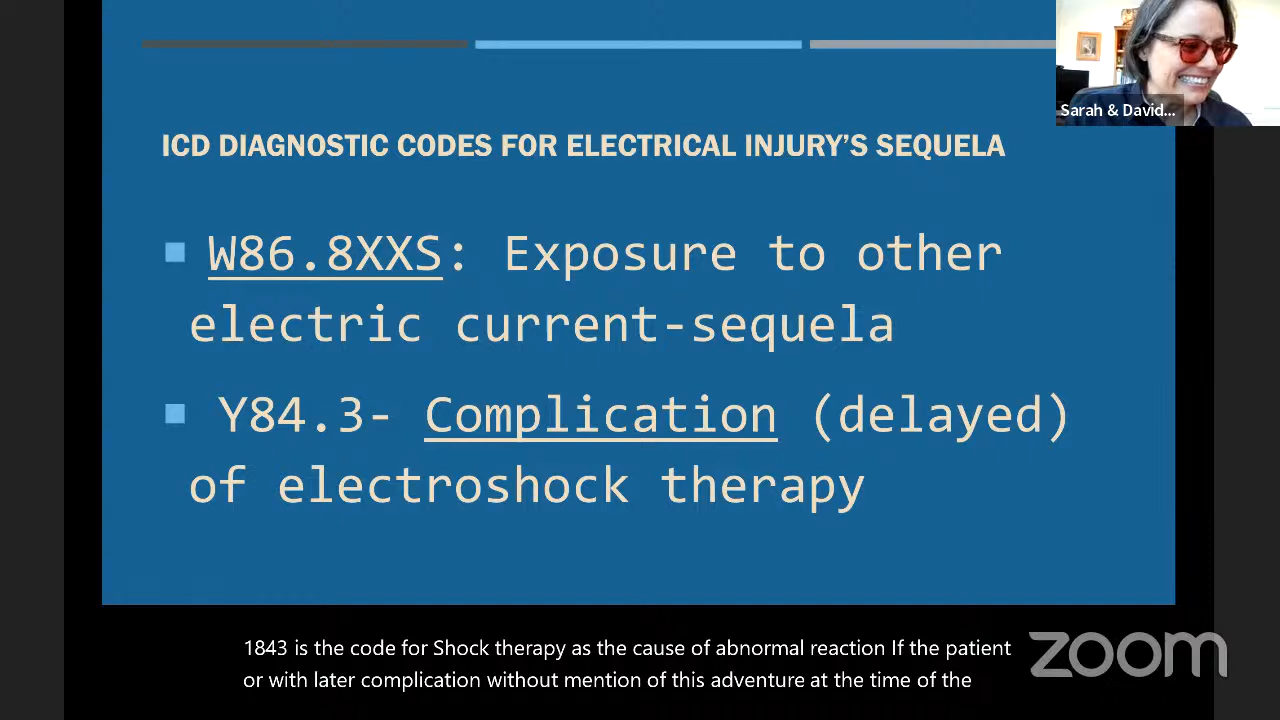 Sarah & David...
ICD DIAGNOSTIC CODES FOR ELECTRICAL INJURY’S SEQUELA
W86.8XXS: Exposure to other
electric current-sequela
Y84.3- Complication (delayed)
of electroshock therapy
1843 is the code for Shock therapy as the cause of abnormal reaction If the patient
or with later complication without mention of this adventure at the time of the
zoom